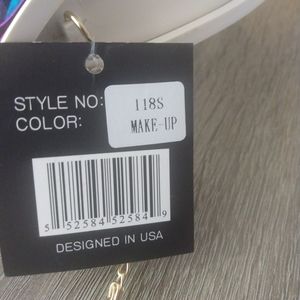 STYLE NO: 118S
COLOR: MAKE-UP
5 52584 52584 9
DESIGNED IN USA